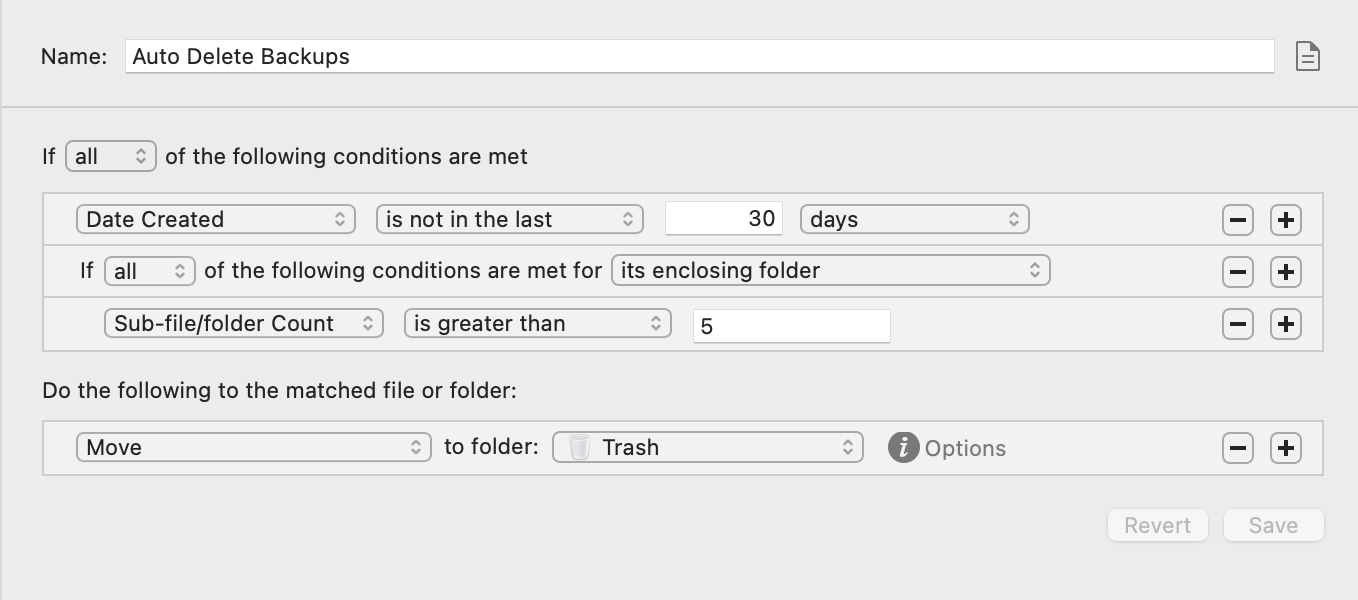 Name: Auto Delete Backups
If all of the following conditions are met
Date Created is not in the last 30 days
If all of the following conditions are met for its enclosing folder
Sub-file/folder Count is greater than 5
Do the following to the matched file or folder:
Move to folder: Trash i Options
Revert Save